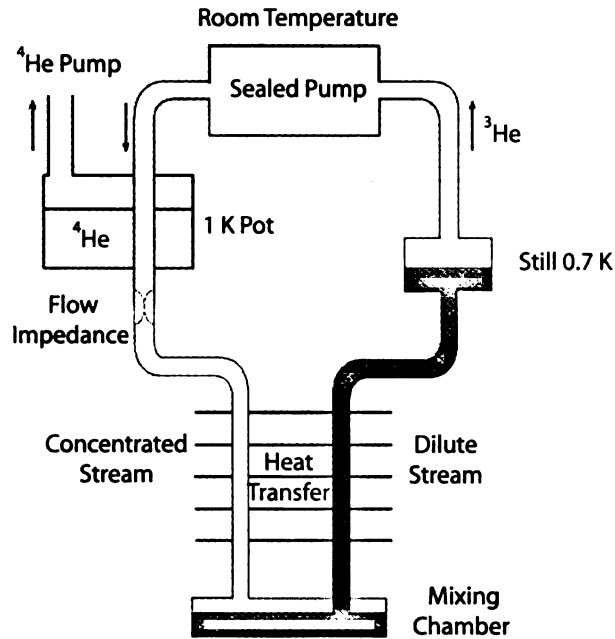 Room Temperature
⁴He Pump
Sealed Pump
³He
⁴He
1 K Pot
Still 0.7 K
Flow
Impedance
Concentrated
Stream
Heat
Transfer
Dilute
Stream
Mixing
Chamber